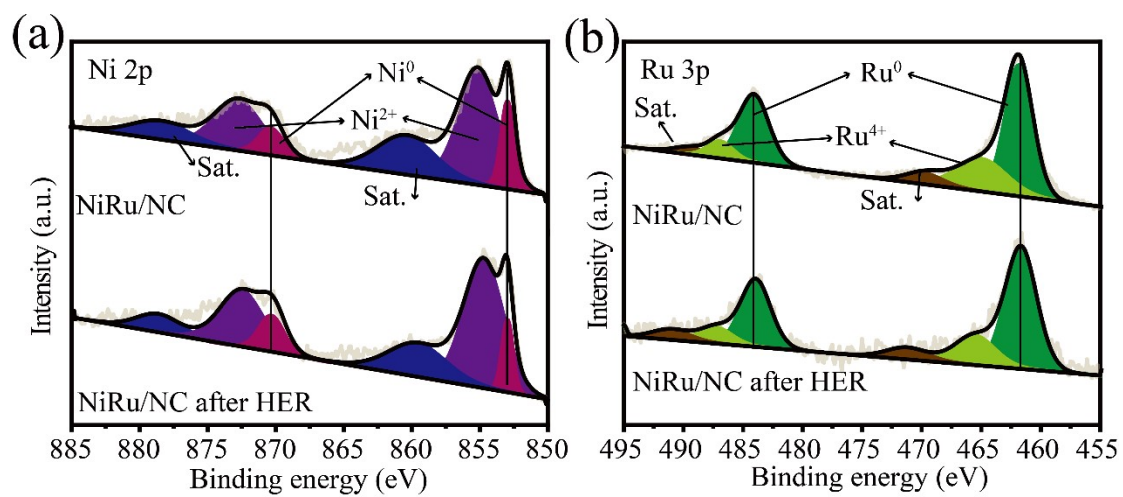 (a)
Ni 2p
Ni⁰
Ni²⁺
Sat.
Sat.
NiRu/NC
NiRu/NC after HER
Intensity (a.u.)
885 880 875 870 865 860 855 850
Binding energy (eV)
(b)
Ru 3p
Ru⁰
Sat.
Ru⁴⁺
Sat.
NiRu/NC
NiRu/NC after HER
Intensity (a.u.)
495 490 485 480 475 470 465 460 455
Binding energy (eV)